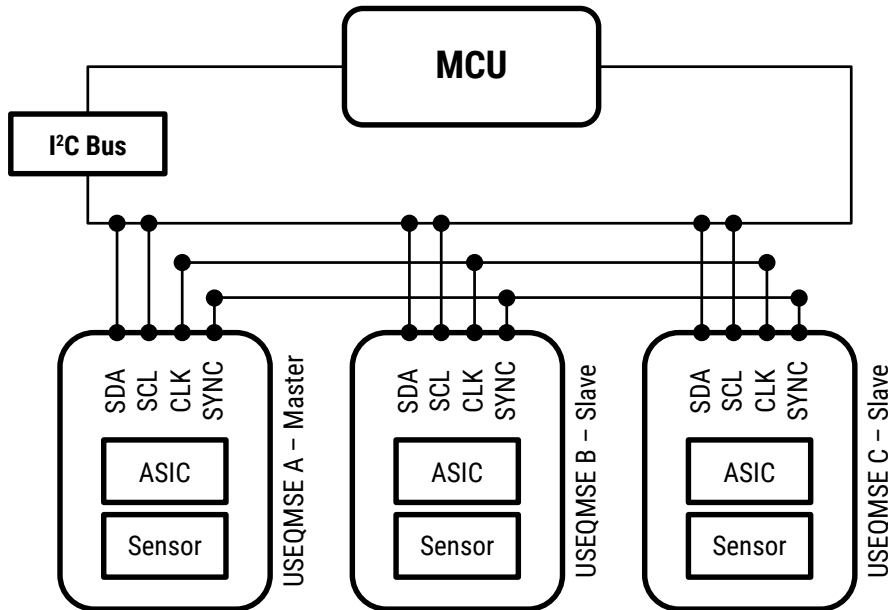 MCU
I²C Bus
SDA
SCL
CLK
SYNC
ASIC
Sensor
USEQMSE A – Master
SDA
SCL
CLK
SYNC
ASIC
Sensor
USEQMSE B – Slave
SDA
SCL
CLK
SYNC
ASIC
Sensor
USEQMSE C – Slave